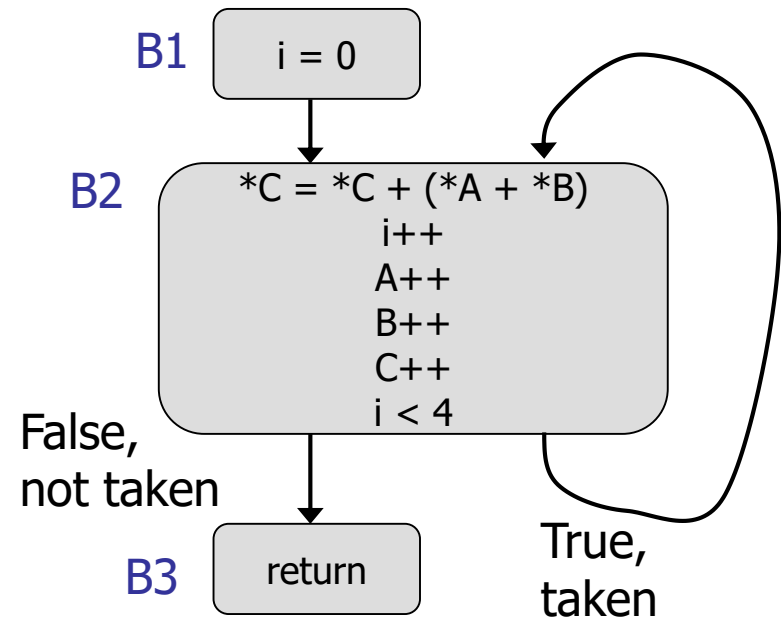 B1
i = 0
B2
*C = *C + (*A + *B)
i++
A++
B++
C++
i < 4
False,
not taken
True,
taken
B3
return